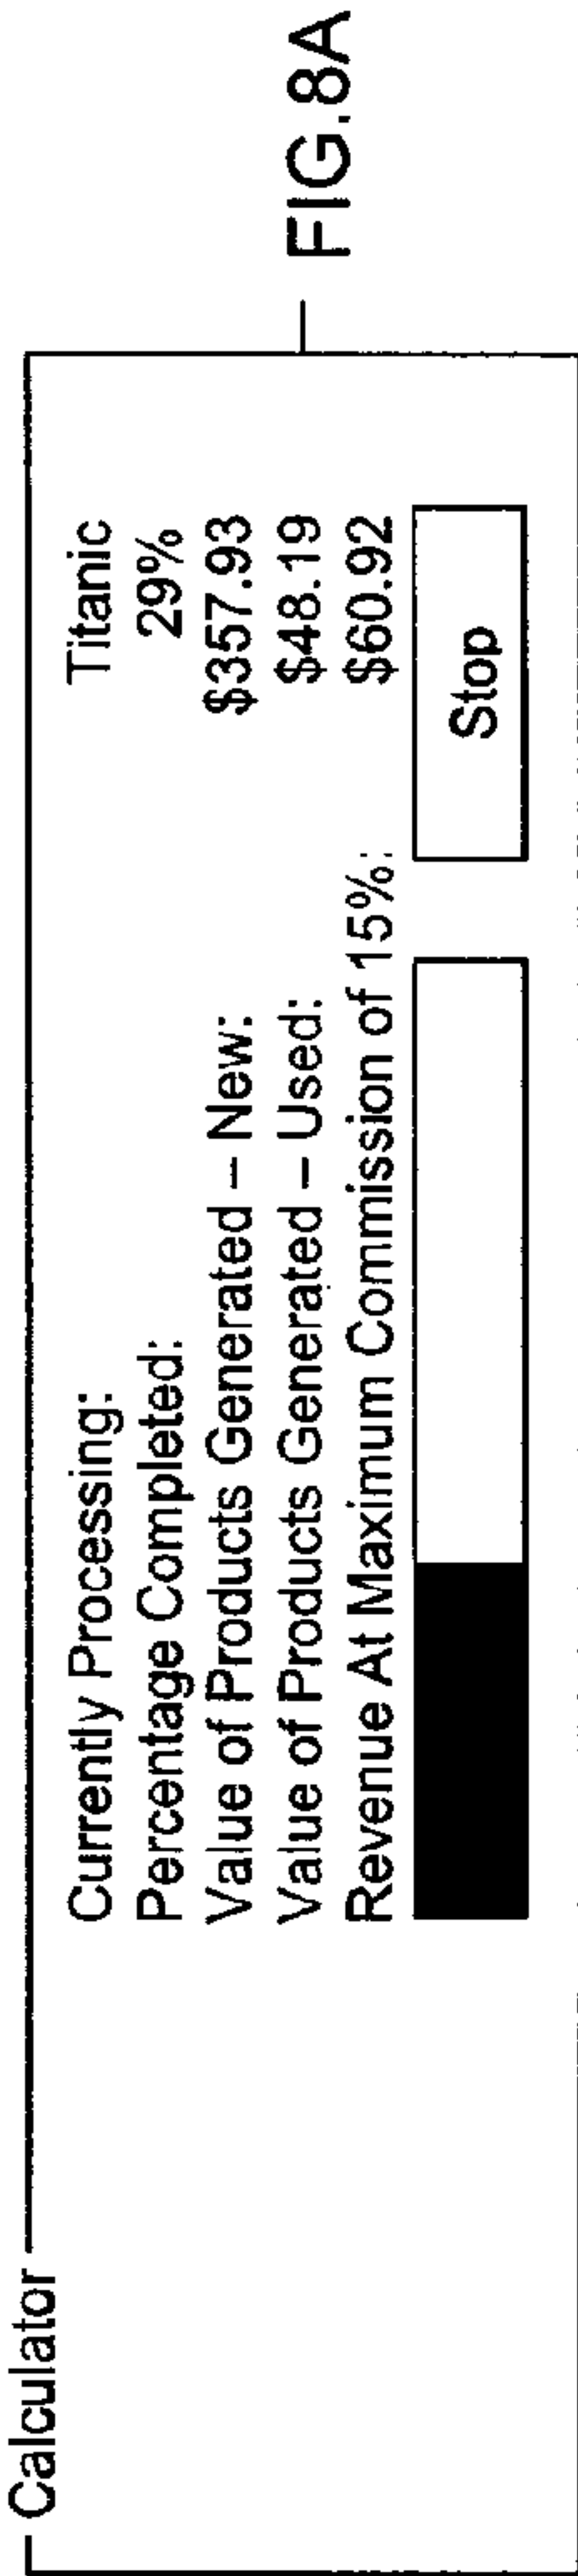 Calculator
Currently Processing: Titanic
Percentage Completed: 29%
Value of Products Generated – New: $357.93
Value of Products Generated – Used: $48.19
Revenue At Maximum Commission of 15%: $60.92
Stop
FIG.8A